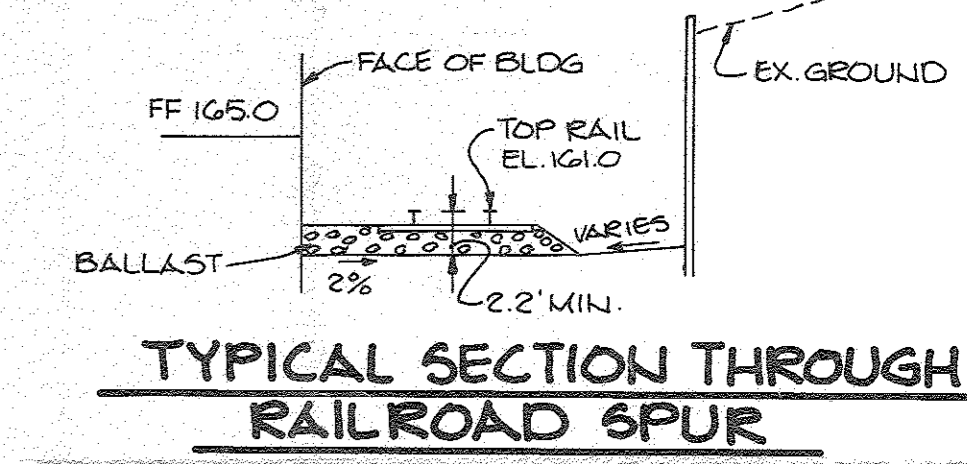 FACE OF BLDG
EX. GROUND
FF 165.0
TOP RAIL
EL. 161.0
VARIES
BALLAST
2%
2.2' MIN.
TYPICAL SECTION THROUGH
RAILROAD SPUR